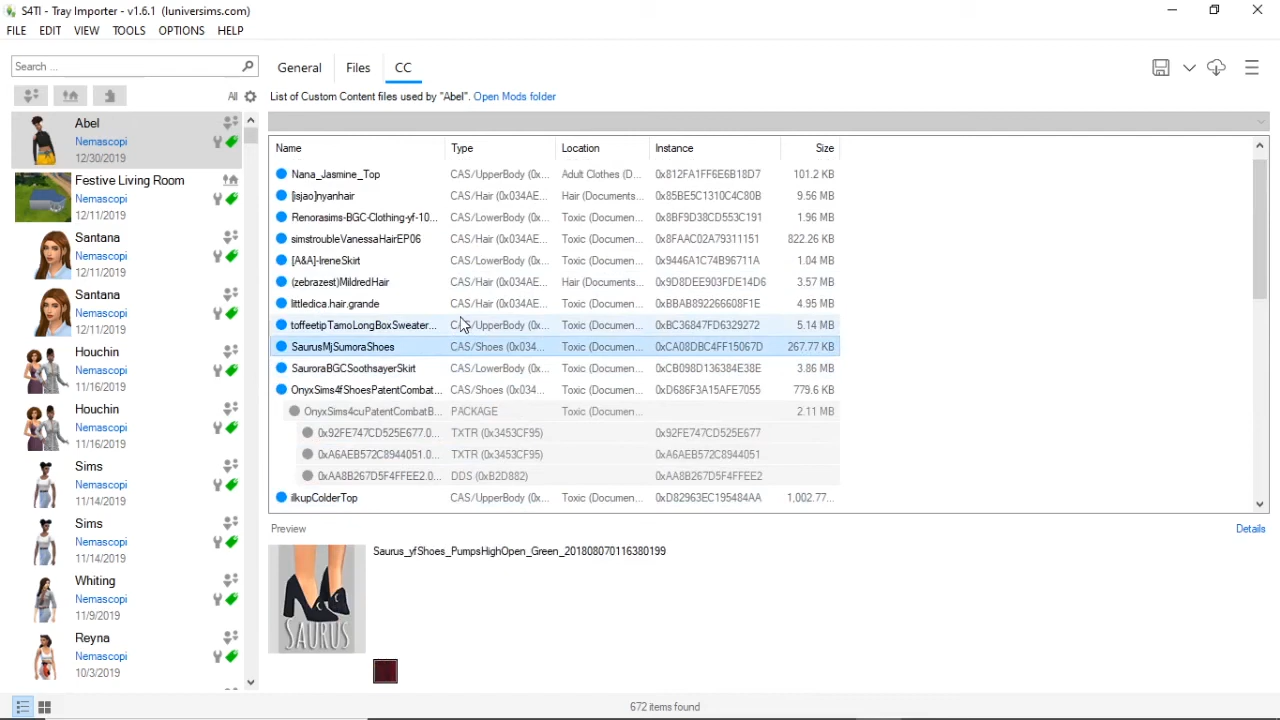 S4TI - Tray Importer - v1.6.1 (luniversims.com)
FILE EDIT VIEW TOOLS OPTIONS HELP
Search ...
All
General Files CC
List of Custom Content files used by "Abel". Open Mods folder
Abel
Nemascopi
12/30/2019
Festive Living Room
Nemascopi
12/11/2019
Santana
Nemascopi
12/11/2019
Santana
Nemascopi
12/11/2019
Houchin
Nemascopi
11/16/2019
Houchin
Nemascopi
11/16/2019
Sims
Nemascopi
11/14/2019
Sims
Nemascopi
11/14/2019
Whiting
Nemascopi
11/9/2019
Reyna
Nemascopi
10/3/2019
Name Type Location Instance Size
Nana_Jasmine_Top CAS/UpperBody (0x... Adult Clothes (D... 0x812FA1FF6E6B18D7 101.2 KB
[isjao]nyanhair CAS/Hair (0x034AE... Hair (Documents... 0x85BE5C1310C4C80B 9.56 MB
Renorasims-BGC-Clothing-yf-10... CAS/LowerBody (0x... Toxic (Documen... 0x8BF9D38CD553C191 1.96 MB
simstroubleVanessaHairEP06 CAS/Hair (0x034AE... Toxic (Documen... 0x8FAAC02A79311151 822.26 KB
[A&A]-IreneSkirt CAS/LowerBody (0x... Toxic (Documen... 0x9446A1C74B96711A 1.04 MB
(zebrazest)MildredHair CAS/Hair (0x034AE... Hair (Documents... 0x9D8DEE903FDE14D6 3.57 MB
littledica.hair.grande CAS/Hair (0x034AE... Toxic (Documen... 0xBBAB892266608F1E 4.95 MB
toffeetipTamoLongBoxSweater... CAS/UpperBody (0x... Toxic (Documen... 0xBC36847FD6329272 5.14 MB
SaurusMjSumoraShoes CAS/Shoes (0x034... Toxic (Documen... 0xCA08DBC4FF15067D 267.77 KB
SauroraBGCSoothsayerSkirt CAS/LowerBody (0x... Toxic (Documen... 0xCB098D136384E38E 3.86 MB
OnyxSims4fShoesPatentCombat... CAS/Shoes (0x034... Toxic (Documen... 0xD686F3A15AFE7055 779.6 KB
OnyxSims4cuPatentCombatB... PACKAGE Toxic (Documen... 2.11 MB
0x92FE747CD525E677.0... TXTR (0x3453CF95) 0x92FE747CD525E677
0xA6AEB572C8944051.0... TXTR (0x3453CF95) 0xA6AEB572C8944051
0xAA8B267D5F4FFEE2.0... DDS (0xB2D882) 0xAA8B267D5F4FFEE2
ilkupColderTop CAS/UpperBody (0x... Toxic (Documen... 0xD82963EC195484AA 1,002.77...
Preview Details
Saurus_yfShoes_PumpsHighOpen_Green_201808070116380199
SAURUS
672 items found